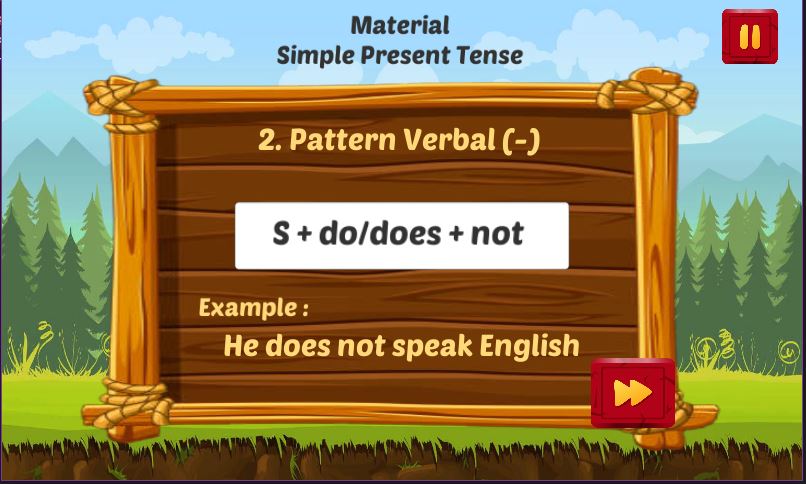 Material
Simple Present Tense
2. Pattern Verbal (-)
S + do/does + not
Example :
He does not speak English